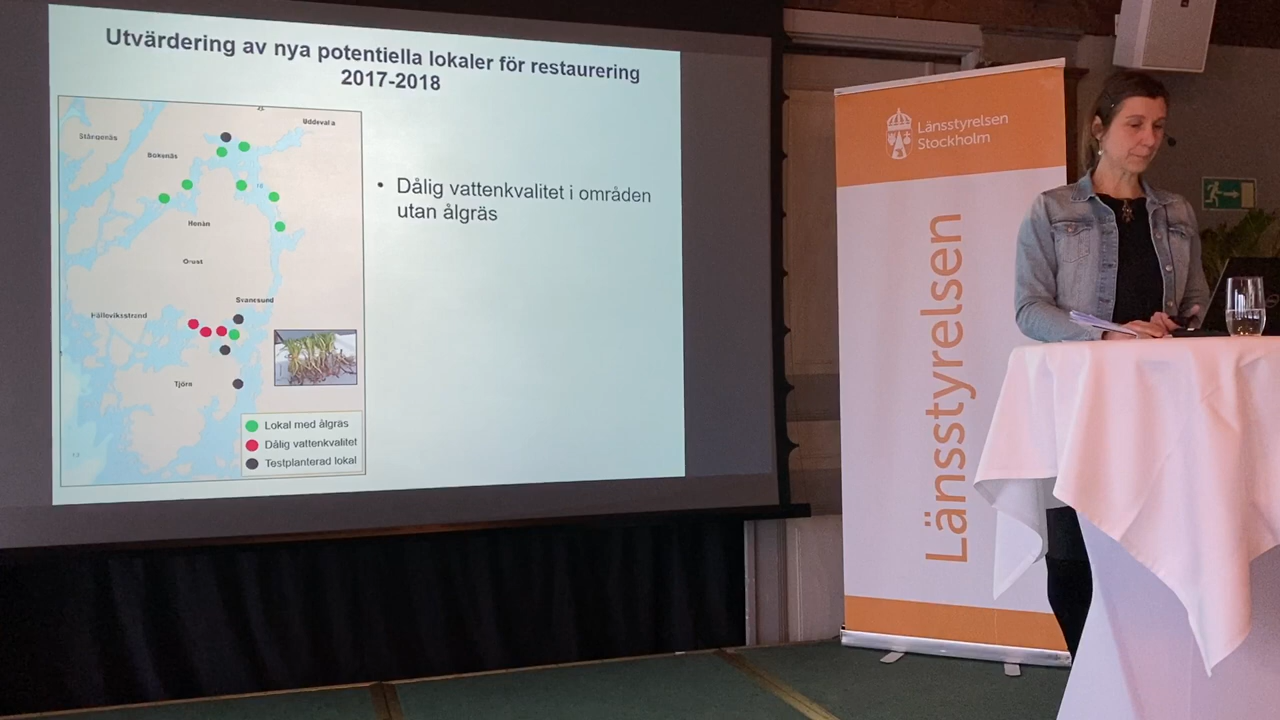 Utvärdering av nya potentiella lokaler för restaurering
2017-2018
Uddevalla
Stångenäs
Bokenäs
Henån
Orust
Svanesund
Hälleviksstrand
Tjörn
• Dålig vattenkvalitet i områden
utan ålgräs
Lokal med ålgräs
Dålig vattenkvalitet
Testplanterad lokal
Länsstyrelsen
Stockholm
Länsstyrelsen